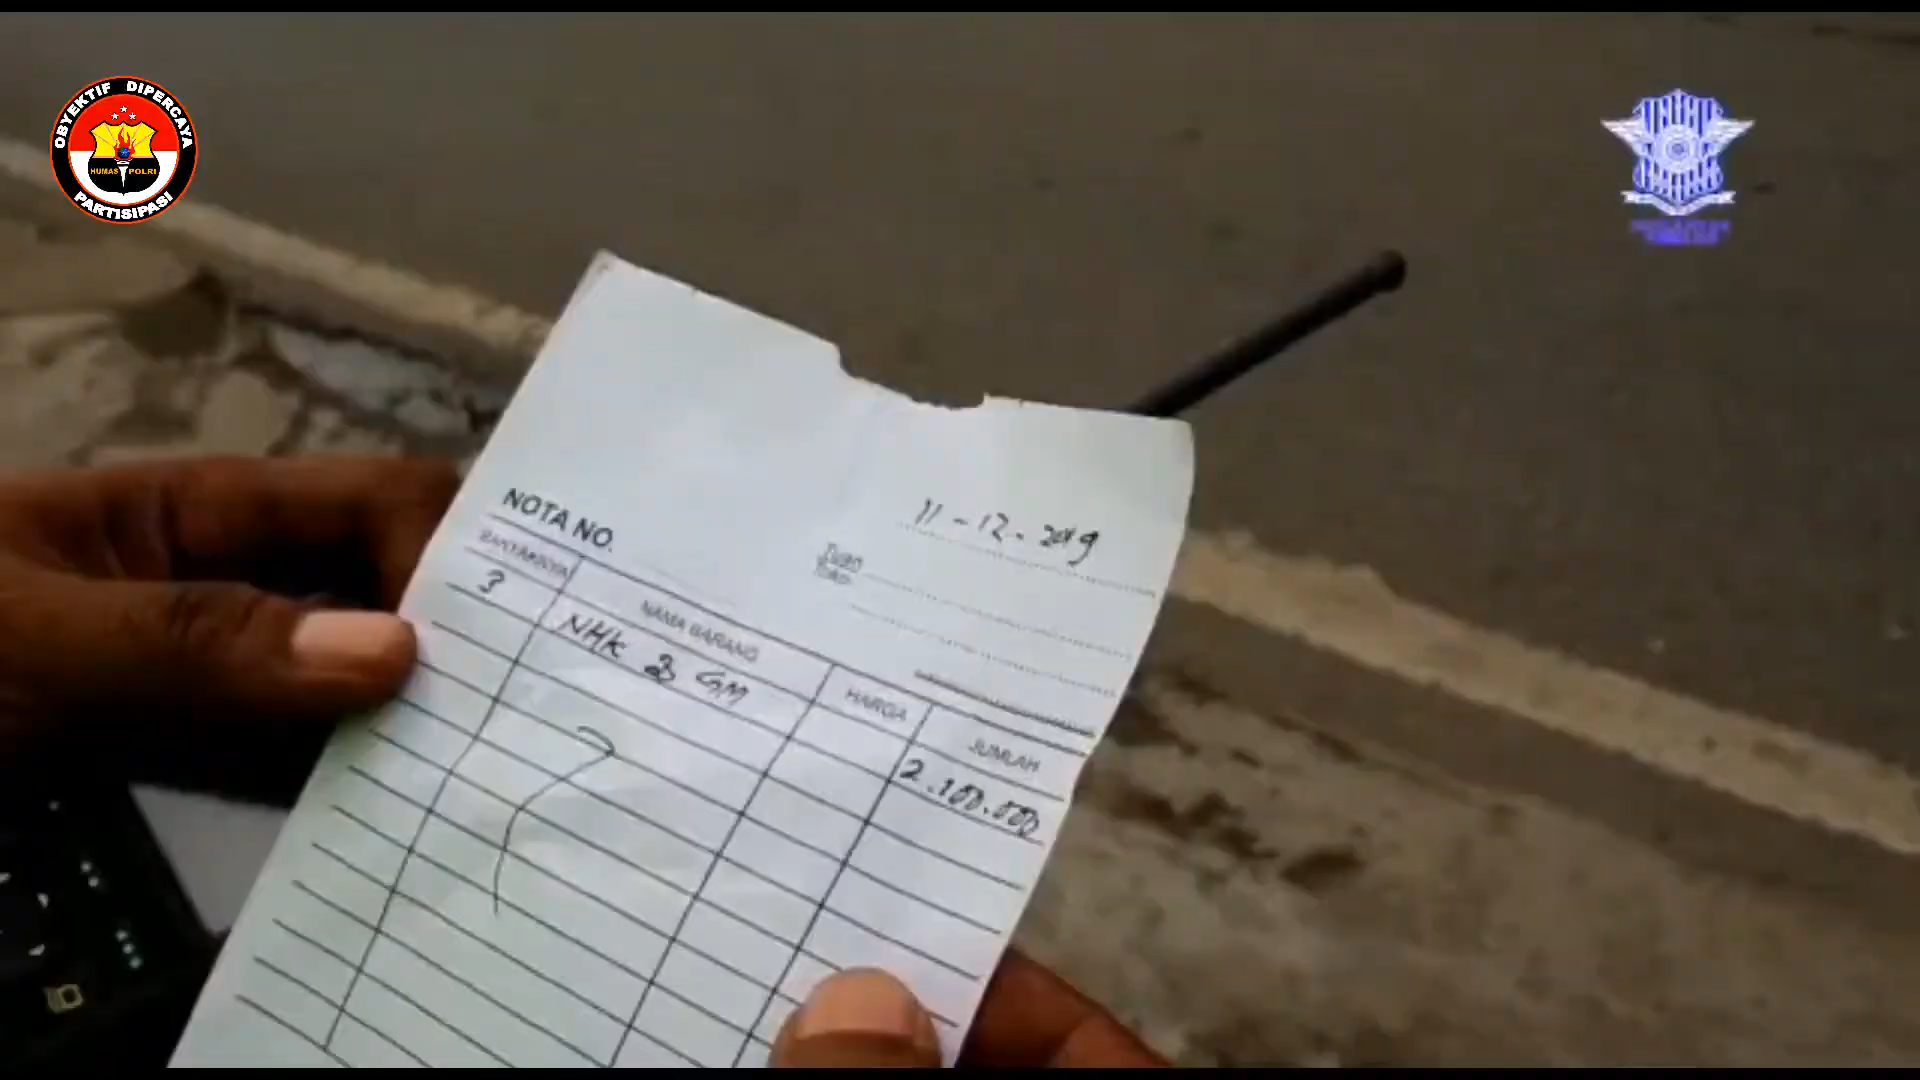 OBYEKTIF DIPERCAYA
HUMAS POLRI
PARTISIPASI
11-12-2019
NOTA NO.
Tuan
Toko
BANYAKNYA NAMA BARANG HARGA JUMLAH
3 NHK GM 2.100.000